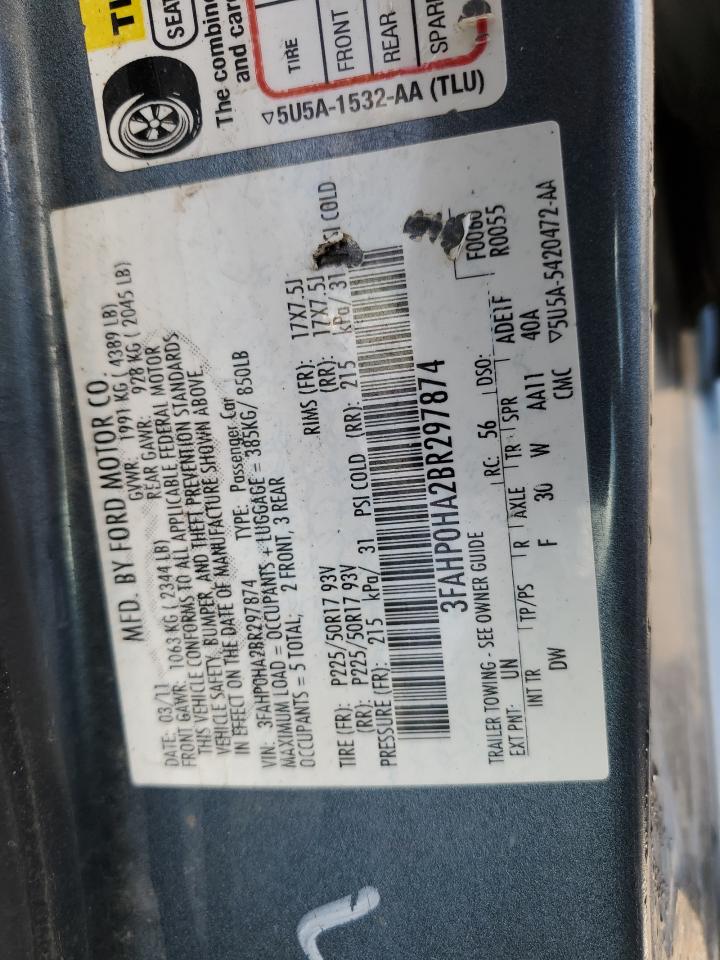 TI
SEAT
The combine
and carg
TIRE
FRONT
REAR
SPARE
▽5U5A-1532-AA (TLU)
MFD. BY FORD MOTOR CO.
DATE: 03/11 GVWR: 1991 KG ( 4389 LB)
FRONT GAWR: 1063 KG ( 2344 LB) REAR GAWR: 928 KG ( 2045 LB)
THIS VEHICLE CONFORMS TO ALL APPLICABLE FEDERAL MOTOR
VEHICLE SAFETY, BUMPER, AND THEFT PREVENTION STANDARDS
IN EFFECT ON THE DATE OF MANUFACTURE SHOWN ABOVE.
VIN: 3FAHP0HA2BR297874 TYPE: Passenger Car
MAXIMUM LOAD = OCCUPANTS + LUGGAGE = 385KG/ 850LB
OCCUPANTS = 5 TOTAL; 2 FRONT, 3 REAR
TIRE (FR): P225/50R17 93V RIMS (FR): 17X7.5J
(RR): P225/50R17 93V (RR): 17X7.5J
PRESSURE (FR): 215 kPa/ 31 PSI COLD (RR): 215 kPa/ 31 PSI COLD
3FAHP0HA2BR297874
F0060
R0055
TRAILER TOWING - SEE OWNER GUIDE
EXT PNT: UN RC: 56 DSO: ADE1F
INT TR TP/PS R AXLE TR SPR 40A
DW F 30 W AA11
CMC ▽5U5A-5420472-AA